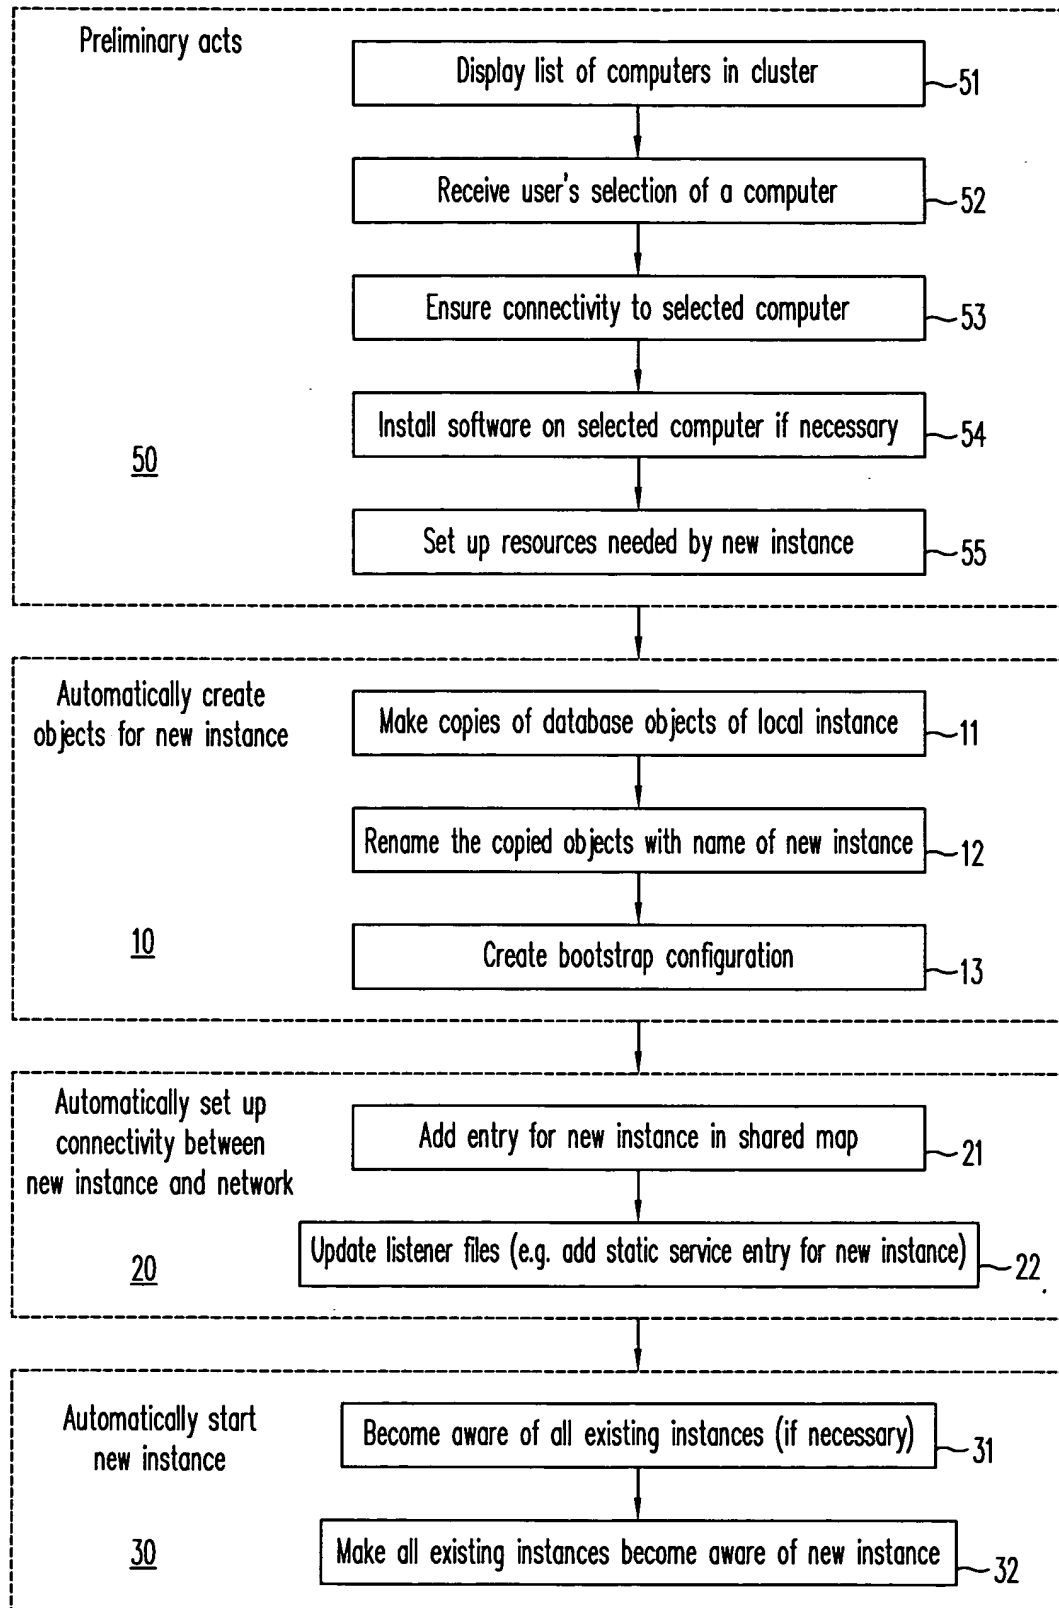 Preliminary acts
Display list of computers in cluster
51
Receive user's selection of a computer
52
Ensure connectivity to selected computer
53
Install software on selected computer if necessary
54
50
Set up resources needed by new instance
55
Automatically create
objects for new instance
Make copies of database objects of local instance
11
Rename the copied objects with name of new instance
12
10
Create bootstrap configuration
13
Automatically set up
connectivity between
new instance and network
Add entry for new instance in shared map
21
20
Update listener files (e.g. add static service entry for new instance)
22
Automatically start
new instance
Become aware of all existing instances (if necessary)
31
30
Make all existing instances become aware of new instance
32